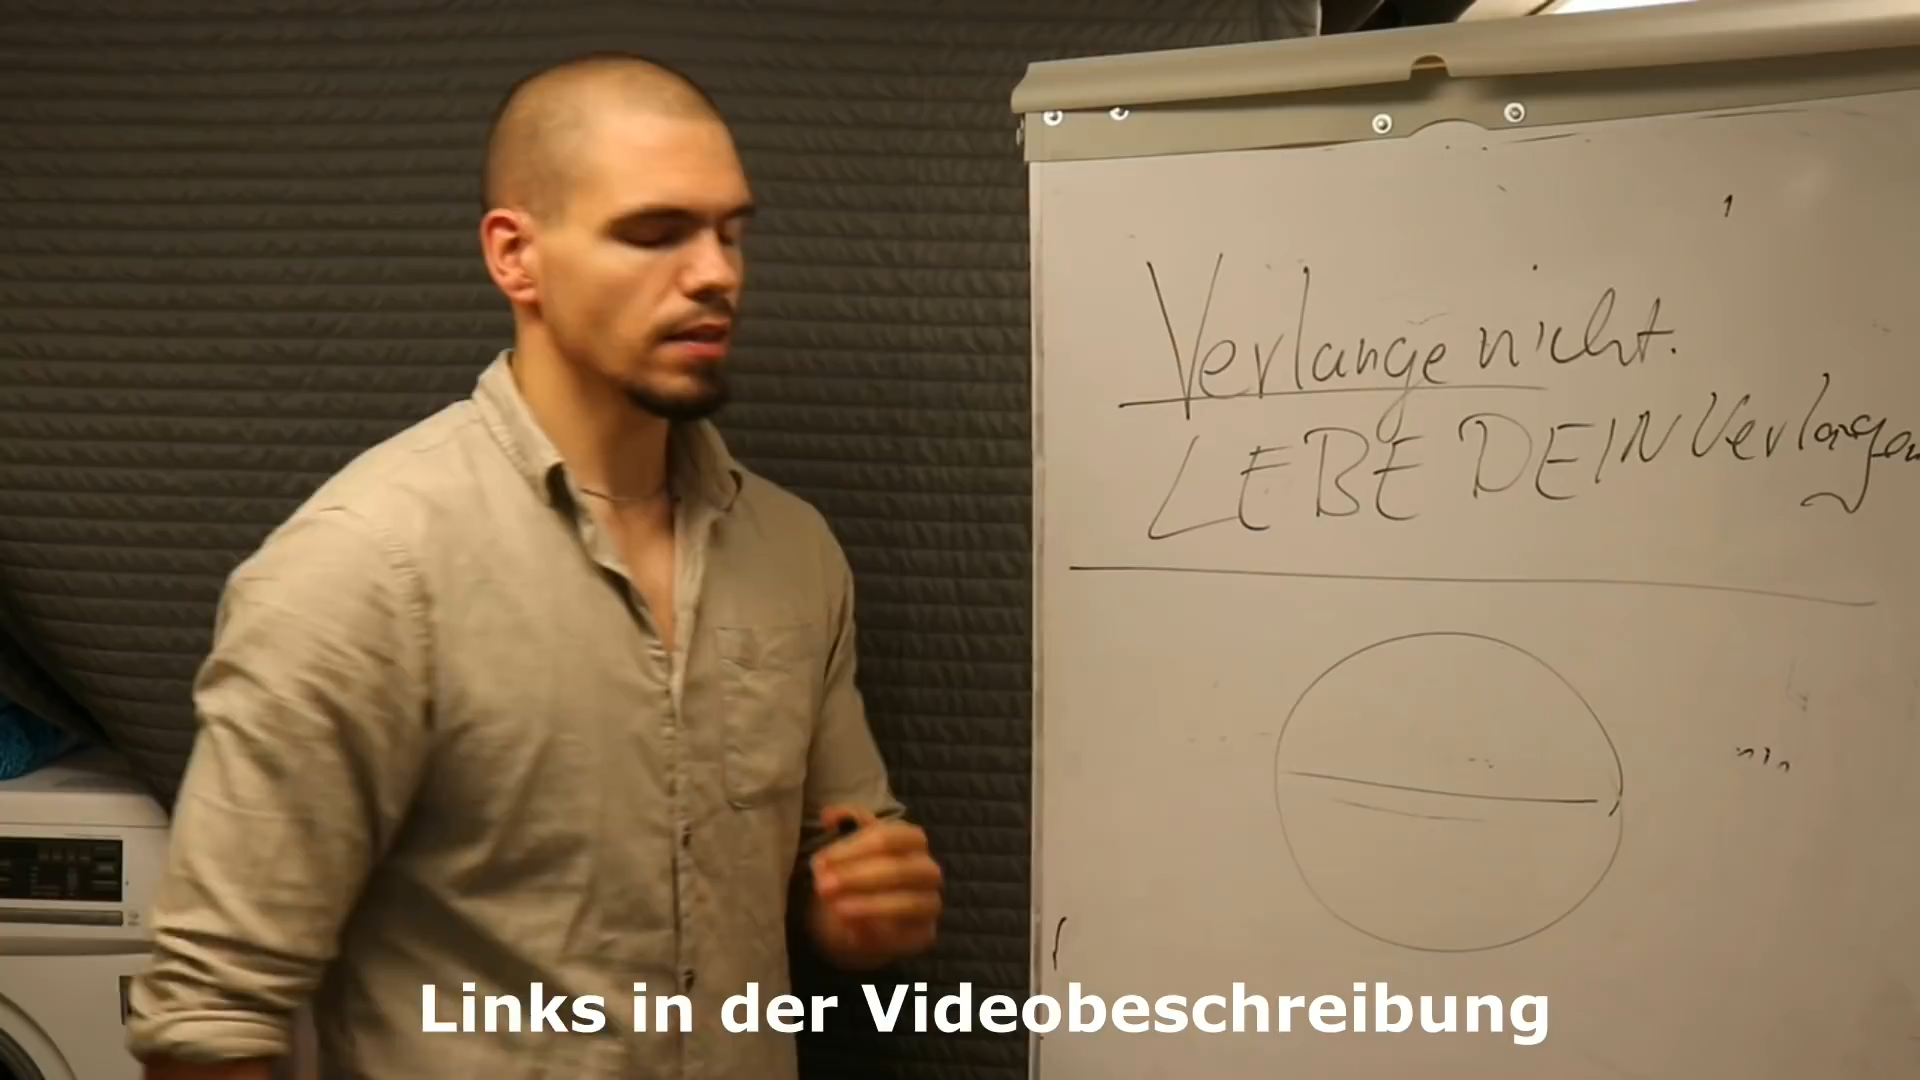 Verlange nicht.
LEBE DEIN Verlangen
Links in der Videobeschreibung